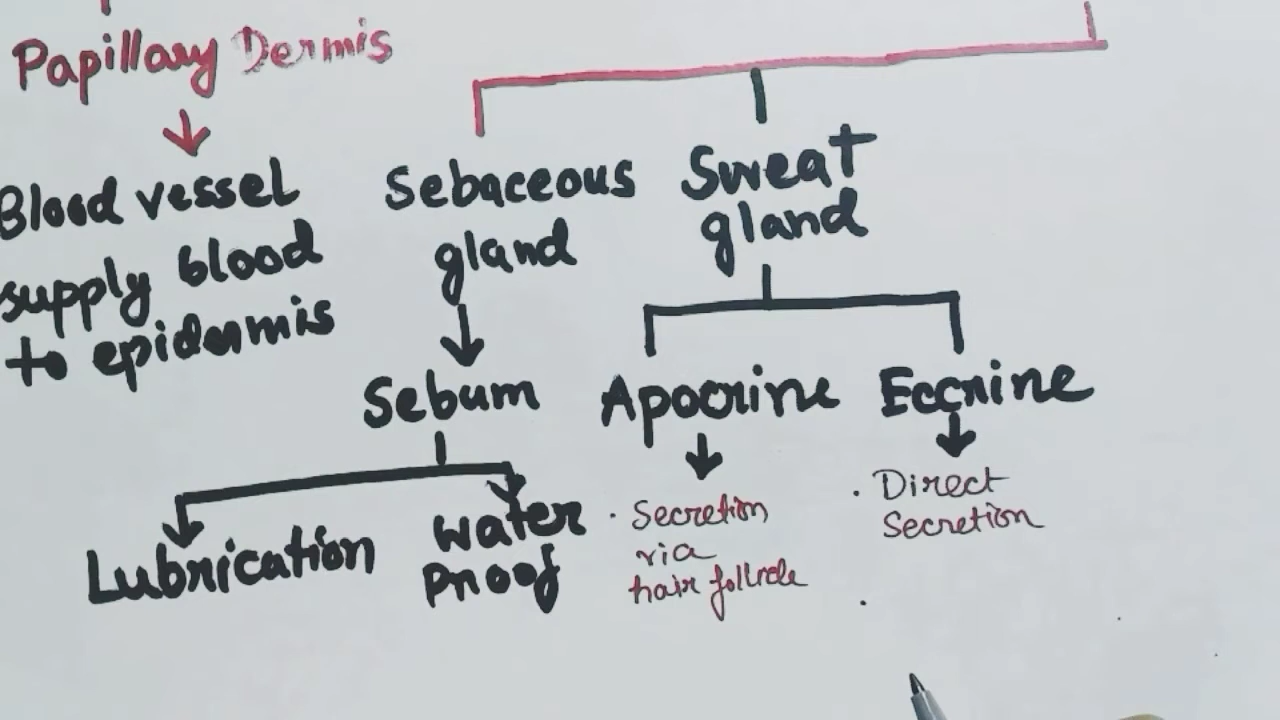 Papillary Dermis
Blood vessel
supply blood
to epidermis
Sebaceous
gland
Sebum
Lubrication
Water
proof
Sweat
gland
Apocrine
· Secretion
via
hair follicle
Eccrine
· Direct
Secretion
·